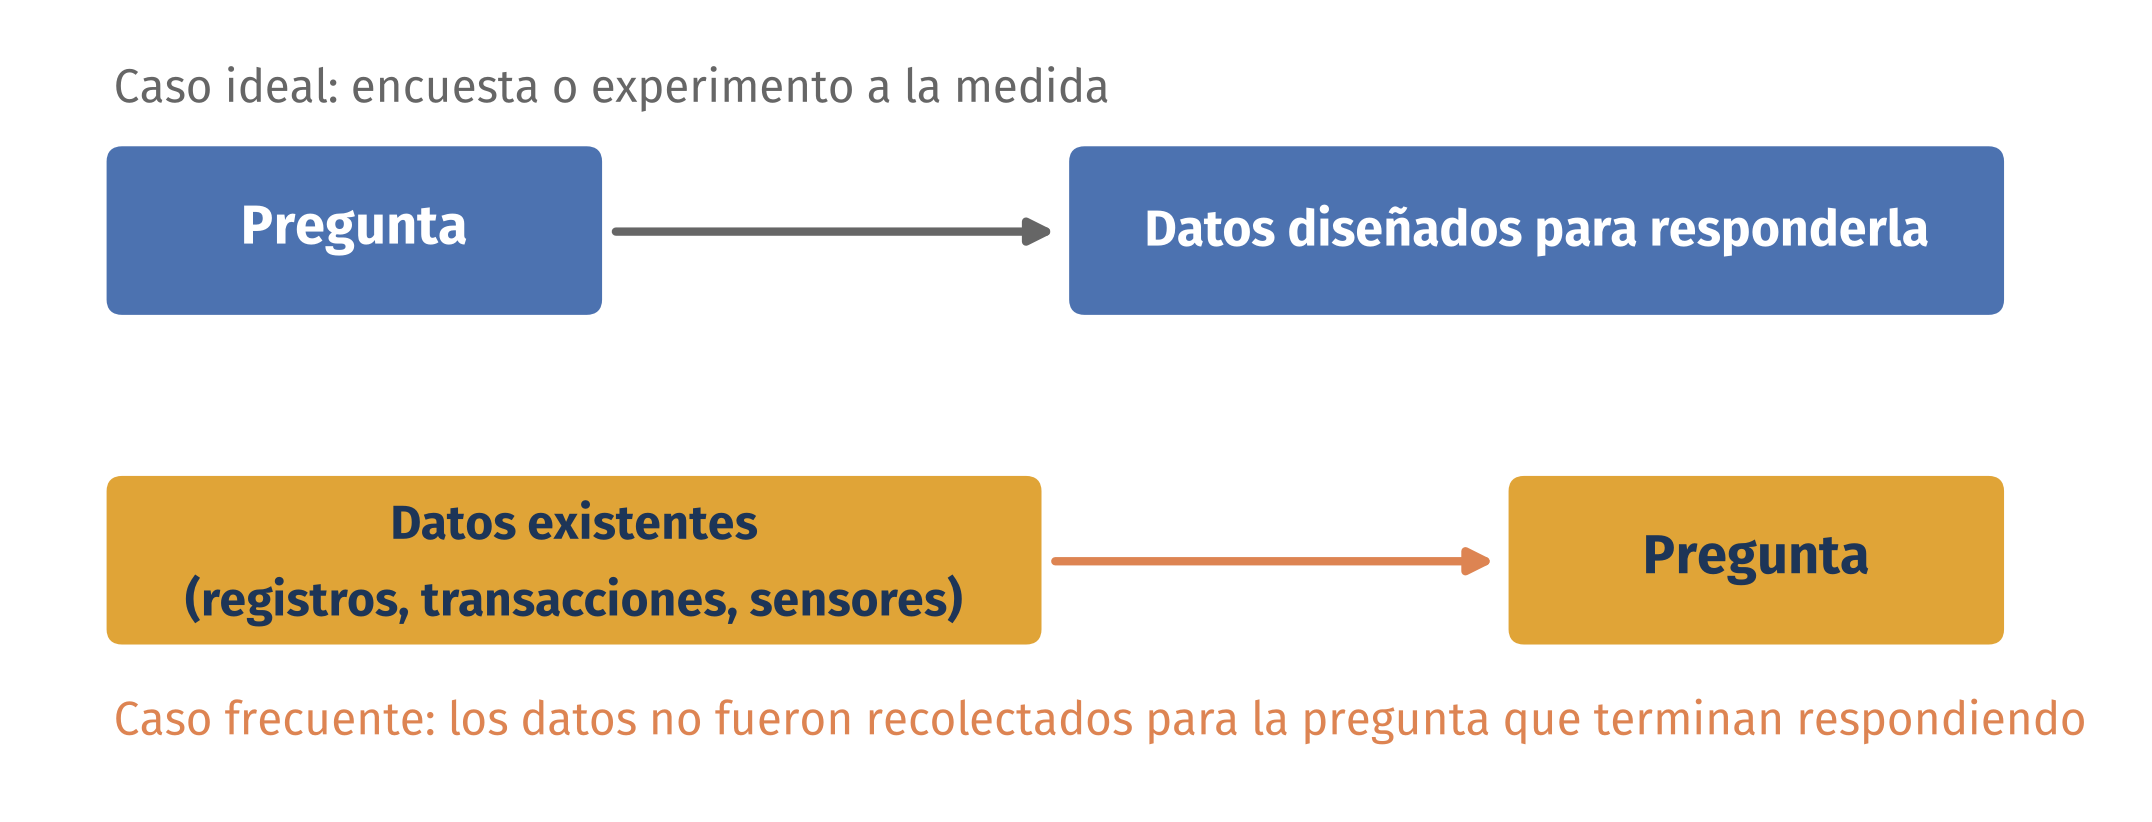 Caso ideal: encuesta o experimento a la medida
Pregunta
Datos diseñados para responderla
Datos existentes
(registros, transacciones, sensores)
Pregunta
Caso frecuente: los datos no fueron recolectados para la pregunta que terminan respondiendo